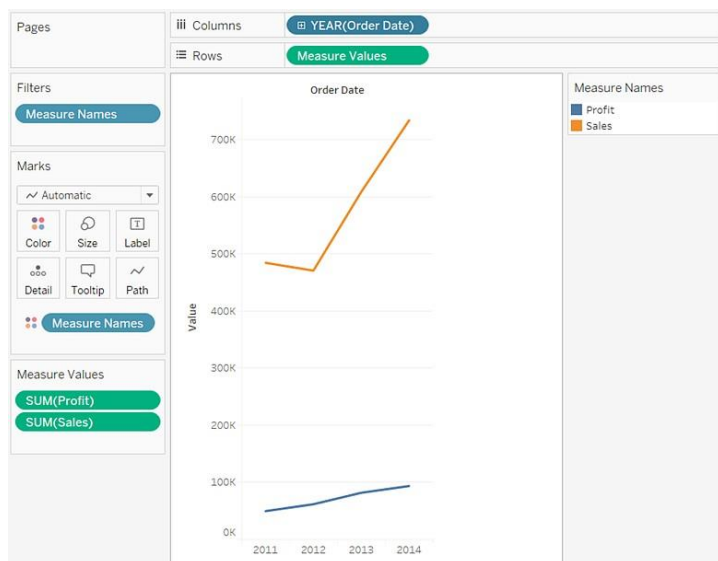 Pages
Columns
YEAR(Order Date)
Rows
Measure Values
Filters
Measure Names
Marks
Automatic
Color Size Label
Detail Tooltip Path
Measure Names
Measure Values
SUM(Profit)
SUM(Sales)
Order Date
Value
700K
600K
500K
400K
300K
200K
100K
0K
2011 2012 2013 2014
Measure Names
Profit
Sales